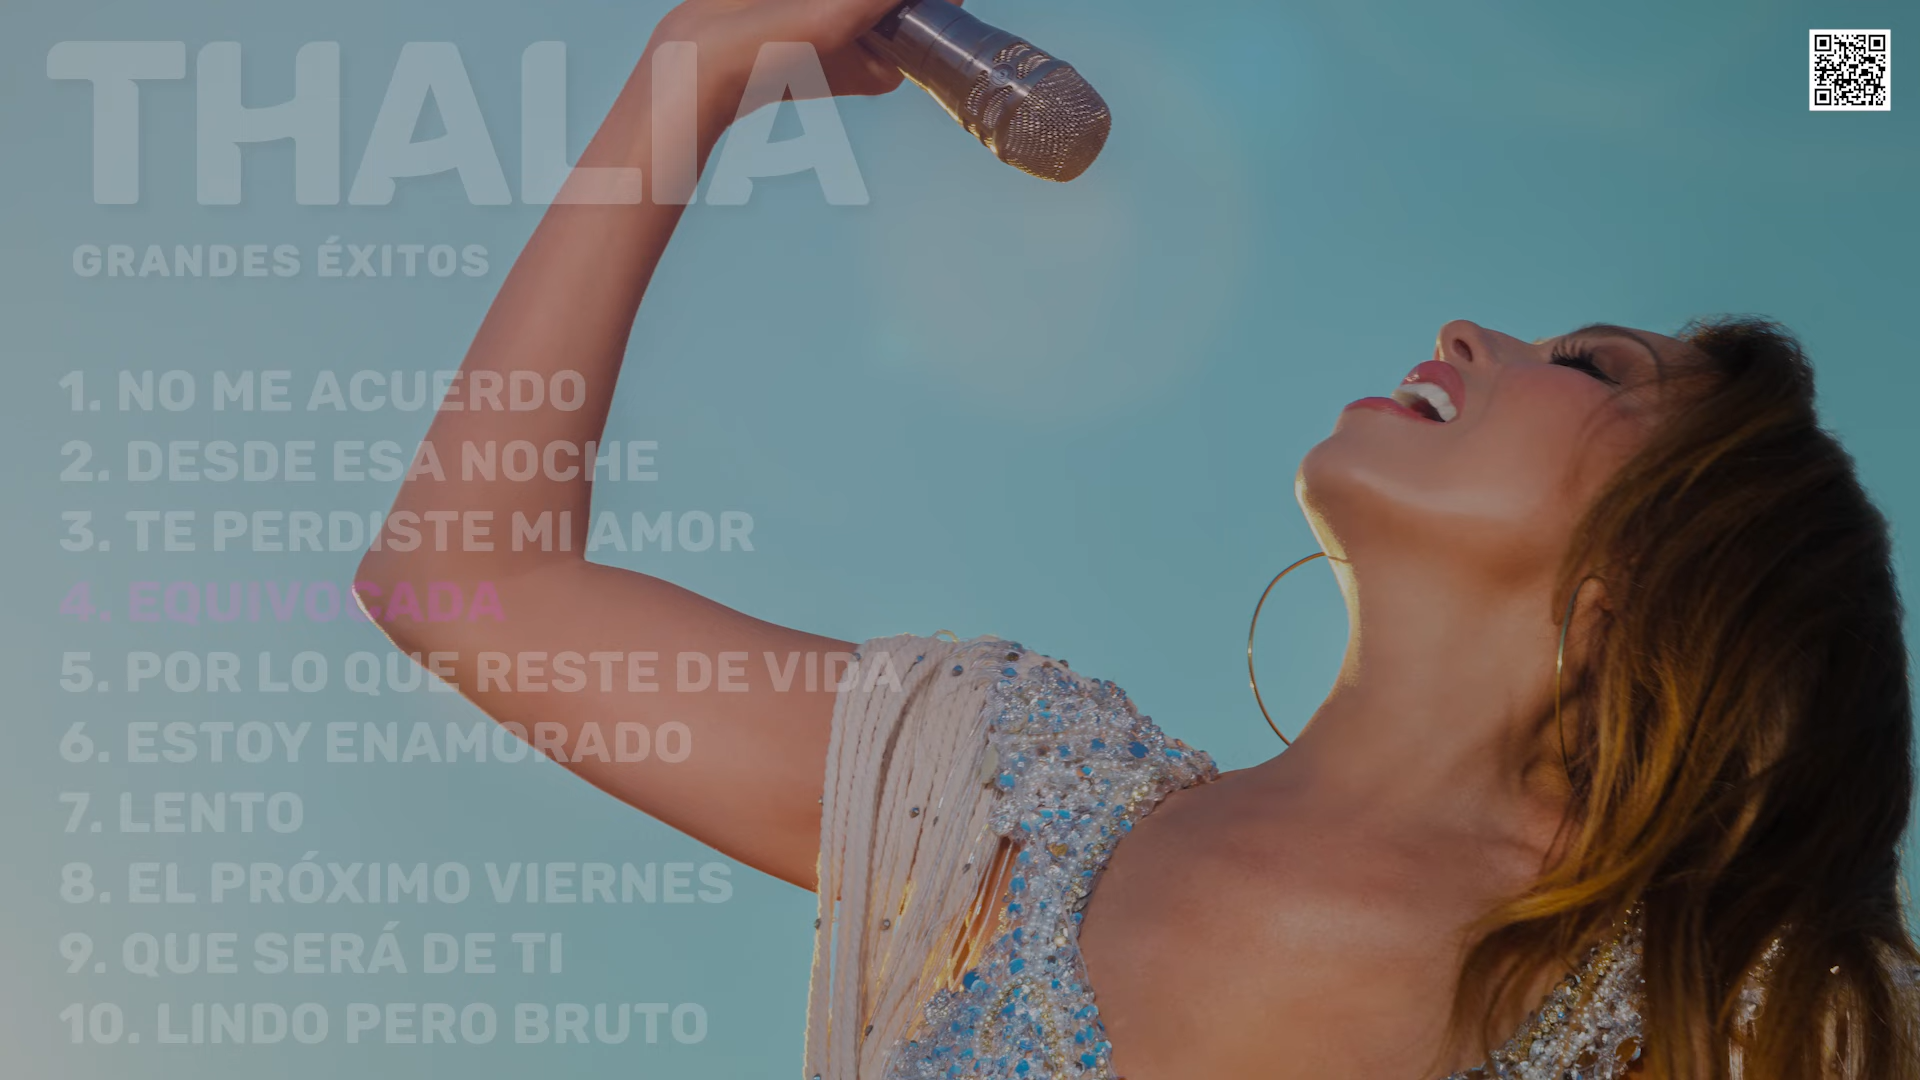 THALIA
GRANDES ÉXITOS
1. NO ME ACUERDO
2. DESDE ESA NOCHE
3. TE PERDISTE MI AMOR
4. EQUIVOCADA
5. POR LO QUE RESTE DE VIDA
6. ESTOY ENAMORADO
7. LENTO
8. EL PRÓXIMO VIERNES
9. QUE SERÁ DE TI
10. LINDO PERO BRUTO